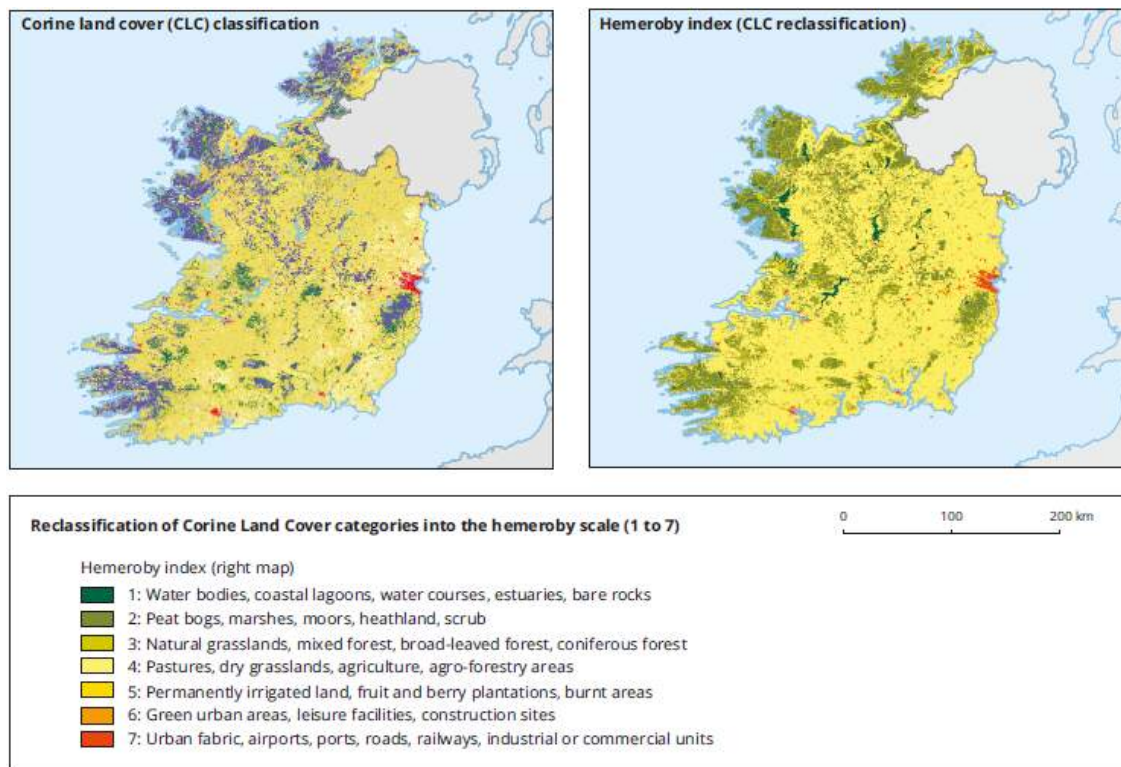 Corine land cover (CLC) classification
Hemeroby index (CLC reclassification)
Reclassification of Corine Land Cover categories into the hemeroby scale (1 to 7)
0 100 200 km
Hemeroby index (right map)
1: Water bodies, coastal lagoons, water courses, estuaries, bare rocks
2: Peat bogs, marshes, moors, heathland, scrub
3: Natural grasslands, mixed forest, broad-leaved forest, coniferous forest
4: Pastures, dry grasslands, agriculture, agro-forestry areas
5: Permanently irrigated land, fruit and berry plantations, burnt areas
6: Green urban areas, leisure facilities, construction sites
7: Urban fabric, airports, ports, roads, railways, industrial or commercial units